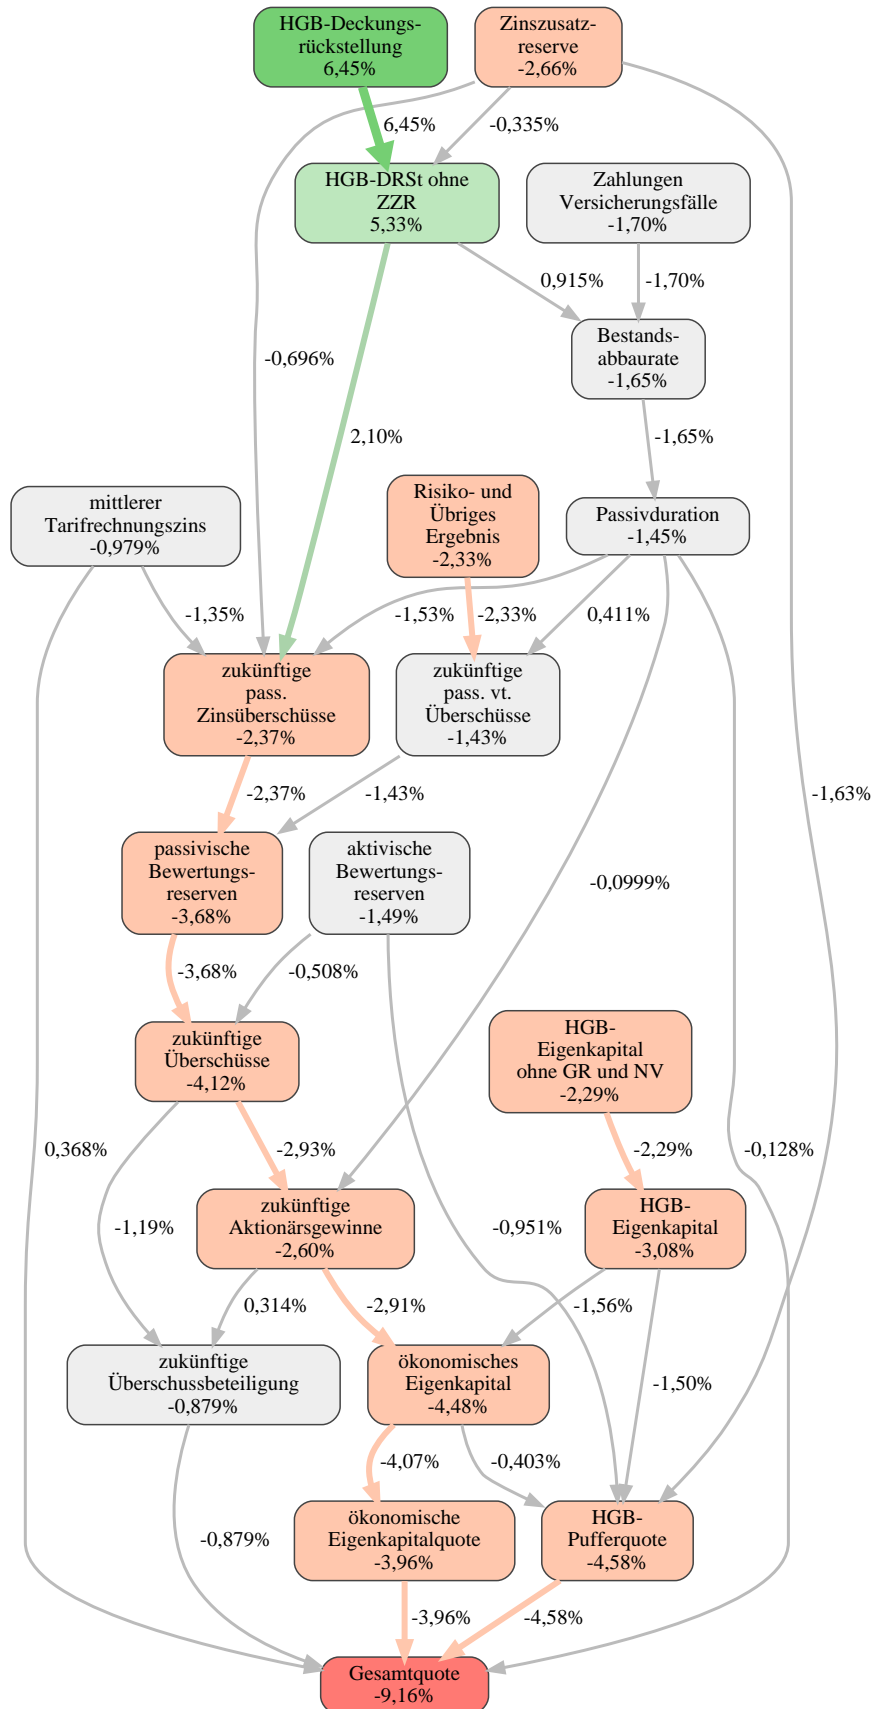 HGB-Deckungs-
rückstellung
6,45%
Zinszusatz-
reserve
-2,66%
6,45%
-0,335%
HGB-DRSt ohne
ZZR
5,33%
Zahlungen
Versicherungsfälle
-1,70%
0,915%
-1,70%
Bestands-
abbaurate
-1,65%
-0,696%
2,10%
-1,65%
mittlerer
Tarifrechnungszins
-0,979%
Risiko- und
Übriges
Ergebnis
-2,33%
Passivduration
-1,45%
-1,35%
-1,53%
-2,33%
0,411%
zukünftige
pass.
Zinsüberschüsse
-2,37%
zukünftige
pass. vt.
Überschüsse
-1,43%
-2,37%
-1,43%
-1,63%
passivische
Bewertungs-
reserven
-3,68%
aktivische
Bewertungs-
reserven
-1,49%
-0,0999%
-3,68%
-0,508%
zukünftige
Überschüsse
-4,12%
HGB-
Eigenkapital
ohne GR und NV
-2,29%
0,368%
-2,93%
-2,29%
-0,128%
zukünftige
Aktionärsgewinne
-2,60%
HGB-
Eigenkapital
-3,08%
-1,19%
-0,951%
0,314%
-2,91%
-1,56%
zukünftige
Überschussbeteiligung
-0,879%
ökonomisches
Eigenkapital
-4,48%
-1,50%
-4,07%
-0,403%
-0,879%
ökonomische
Eigenkapitalquote
-3,96%
HGB-
Pufferquote
-4,58%
-3,96%
-4,58%
Gesamtquote
-9,16%